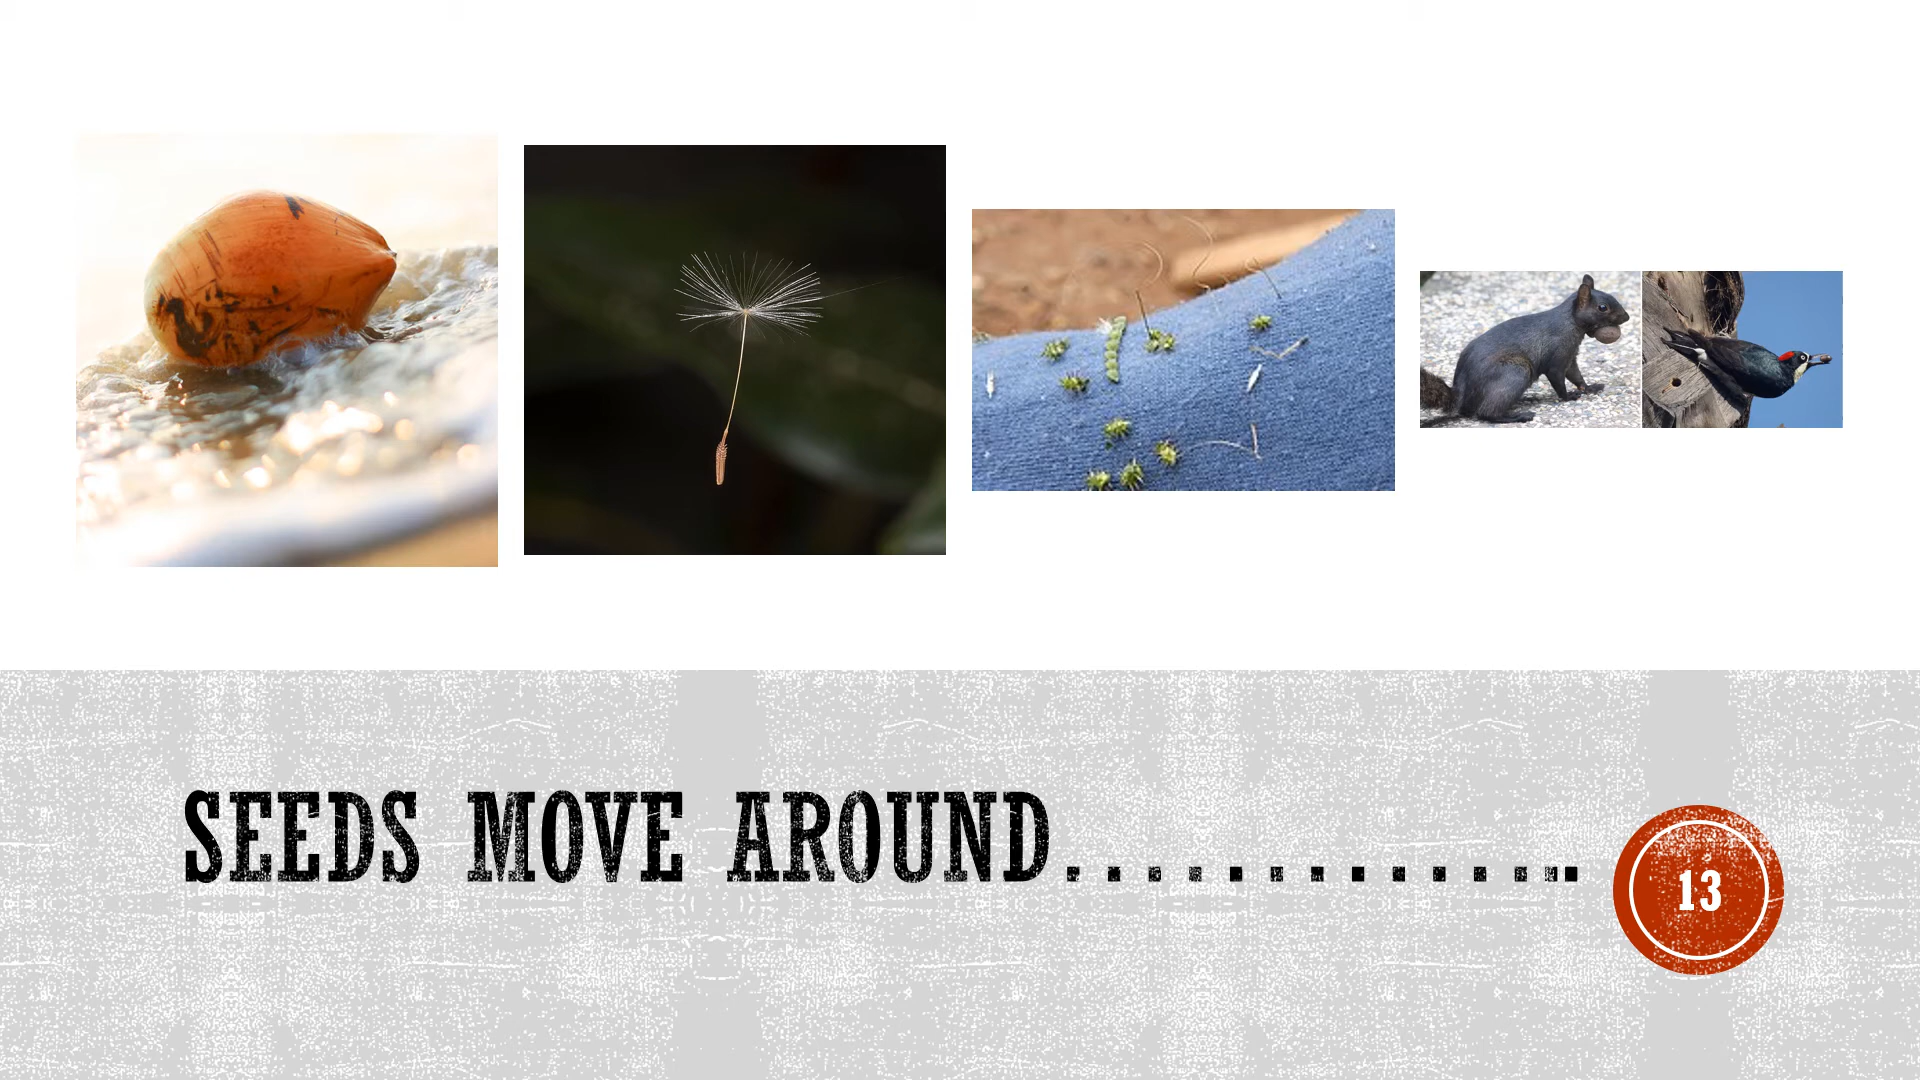 SEEDS MOVE AROUND…………..
13